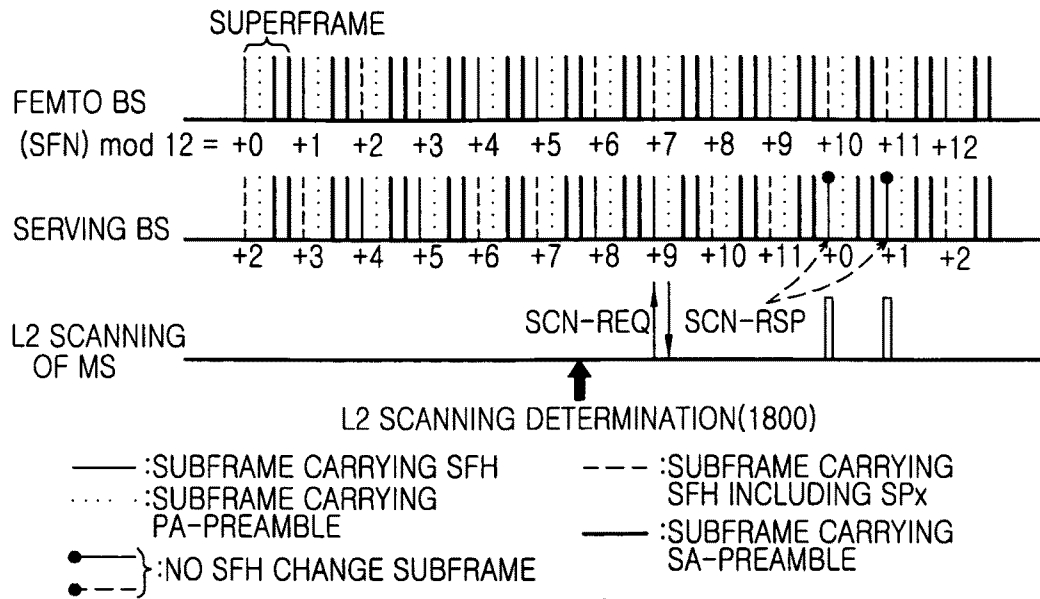 SUPERFRAME
FEMTO BS
(SFN) mod 12 = +0 +1 +2 +3 +4 +5 +6 +7 +8 +9 +10 +11 +12
SERVING BS
+2 +3 +4 +5 +6 +7 +8 +9 +10 +11 +0 +1 +2
L2 SCANNING
OF MS
SCN-REQ
SCN-RSP
L2 SCANNING DETERMINATION(1800)
:SUBFRAME CARRYING SFH
:SUBFRAME CARRYING
PA-PREAMBLE
:NO SFH CHANGE SUBFRAME
:SUBFRAME CARRYING
SFH INCLUDING SPx
:SUBFRAME CARRYING
SA-PREAMBLE